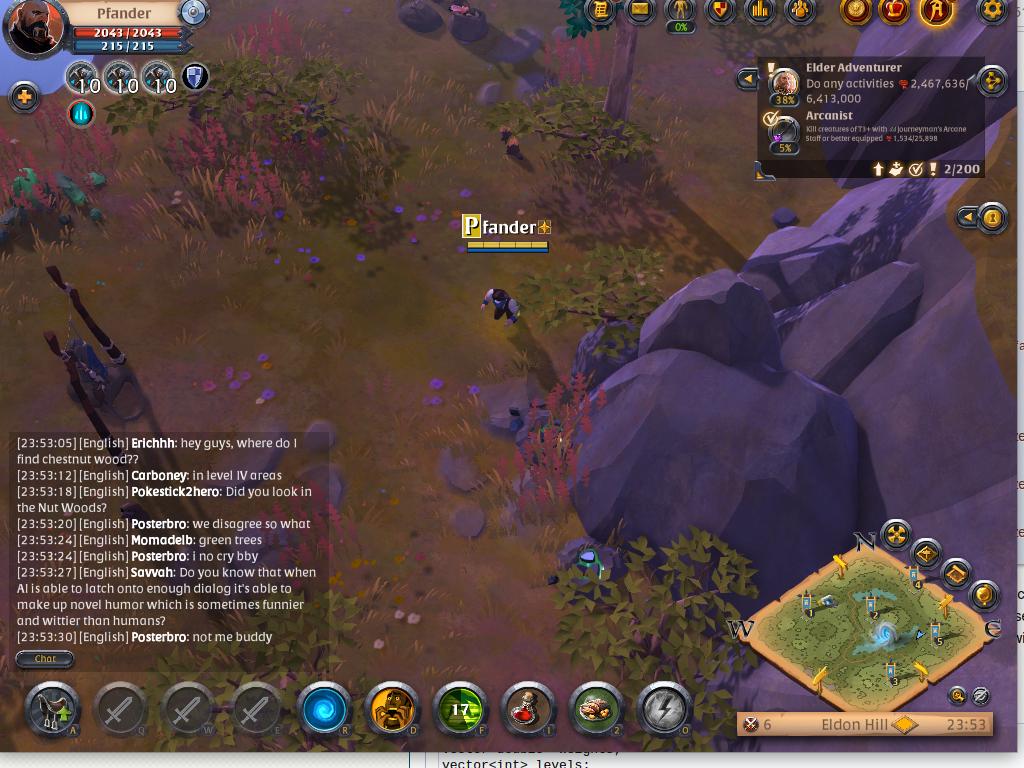 Pfander
2043 / 2043
215 / 215
10 10 10
0%
Elder Adventurer
Do any activities 2,467,636/
6,413,000
38%
Arcanist
Kill creatures of T3+ with Journeyman's Arcane
Staff or better equipped 1,534/25,898
5%
2/200
Pfander
[23:53:05] [English] Erichhh: hey guys, where do I
find chestnut wood??
[23:53:12] [English] Carboney: in level IV areas
[23:53:18] [English] Pokestick2hero: Did you look in
the Nut Woods?
[23:53:20] [English] Posterbro: we disagree so what
[23:53:24] [English] Momadelb: green trees
[23:53:24] [English] Posterbro: i no cry bby
[23:53:27] [English] Savvah: Do you know that when
AI is able to latch onto enough dialog it's able to
make up novel humor which is sometimes funnier
and wittier than humans?
[23:53:30] [English] Posterbro: not me buddy
Chat
N
W
E
1 2 3 4 5
A Q W E R D 17 F 1 2 O
6 Eldon Hill 23:53
vector<int> levels;